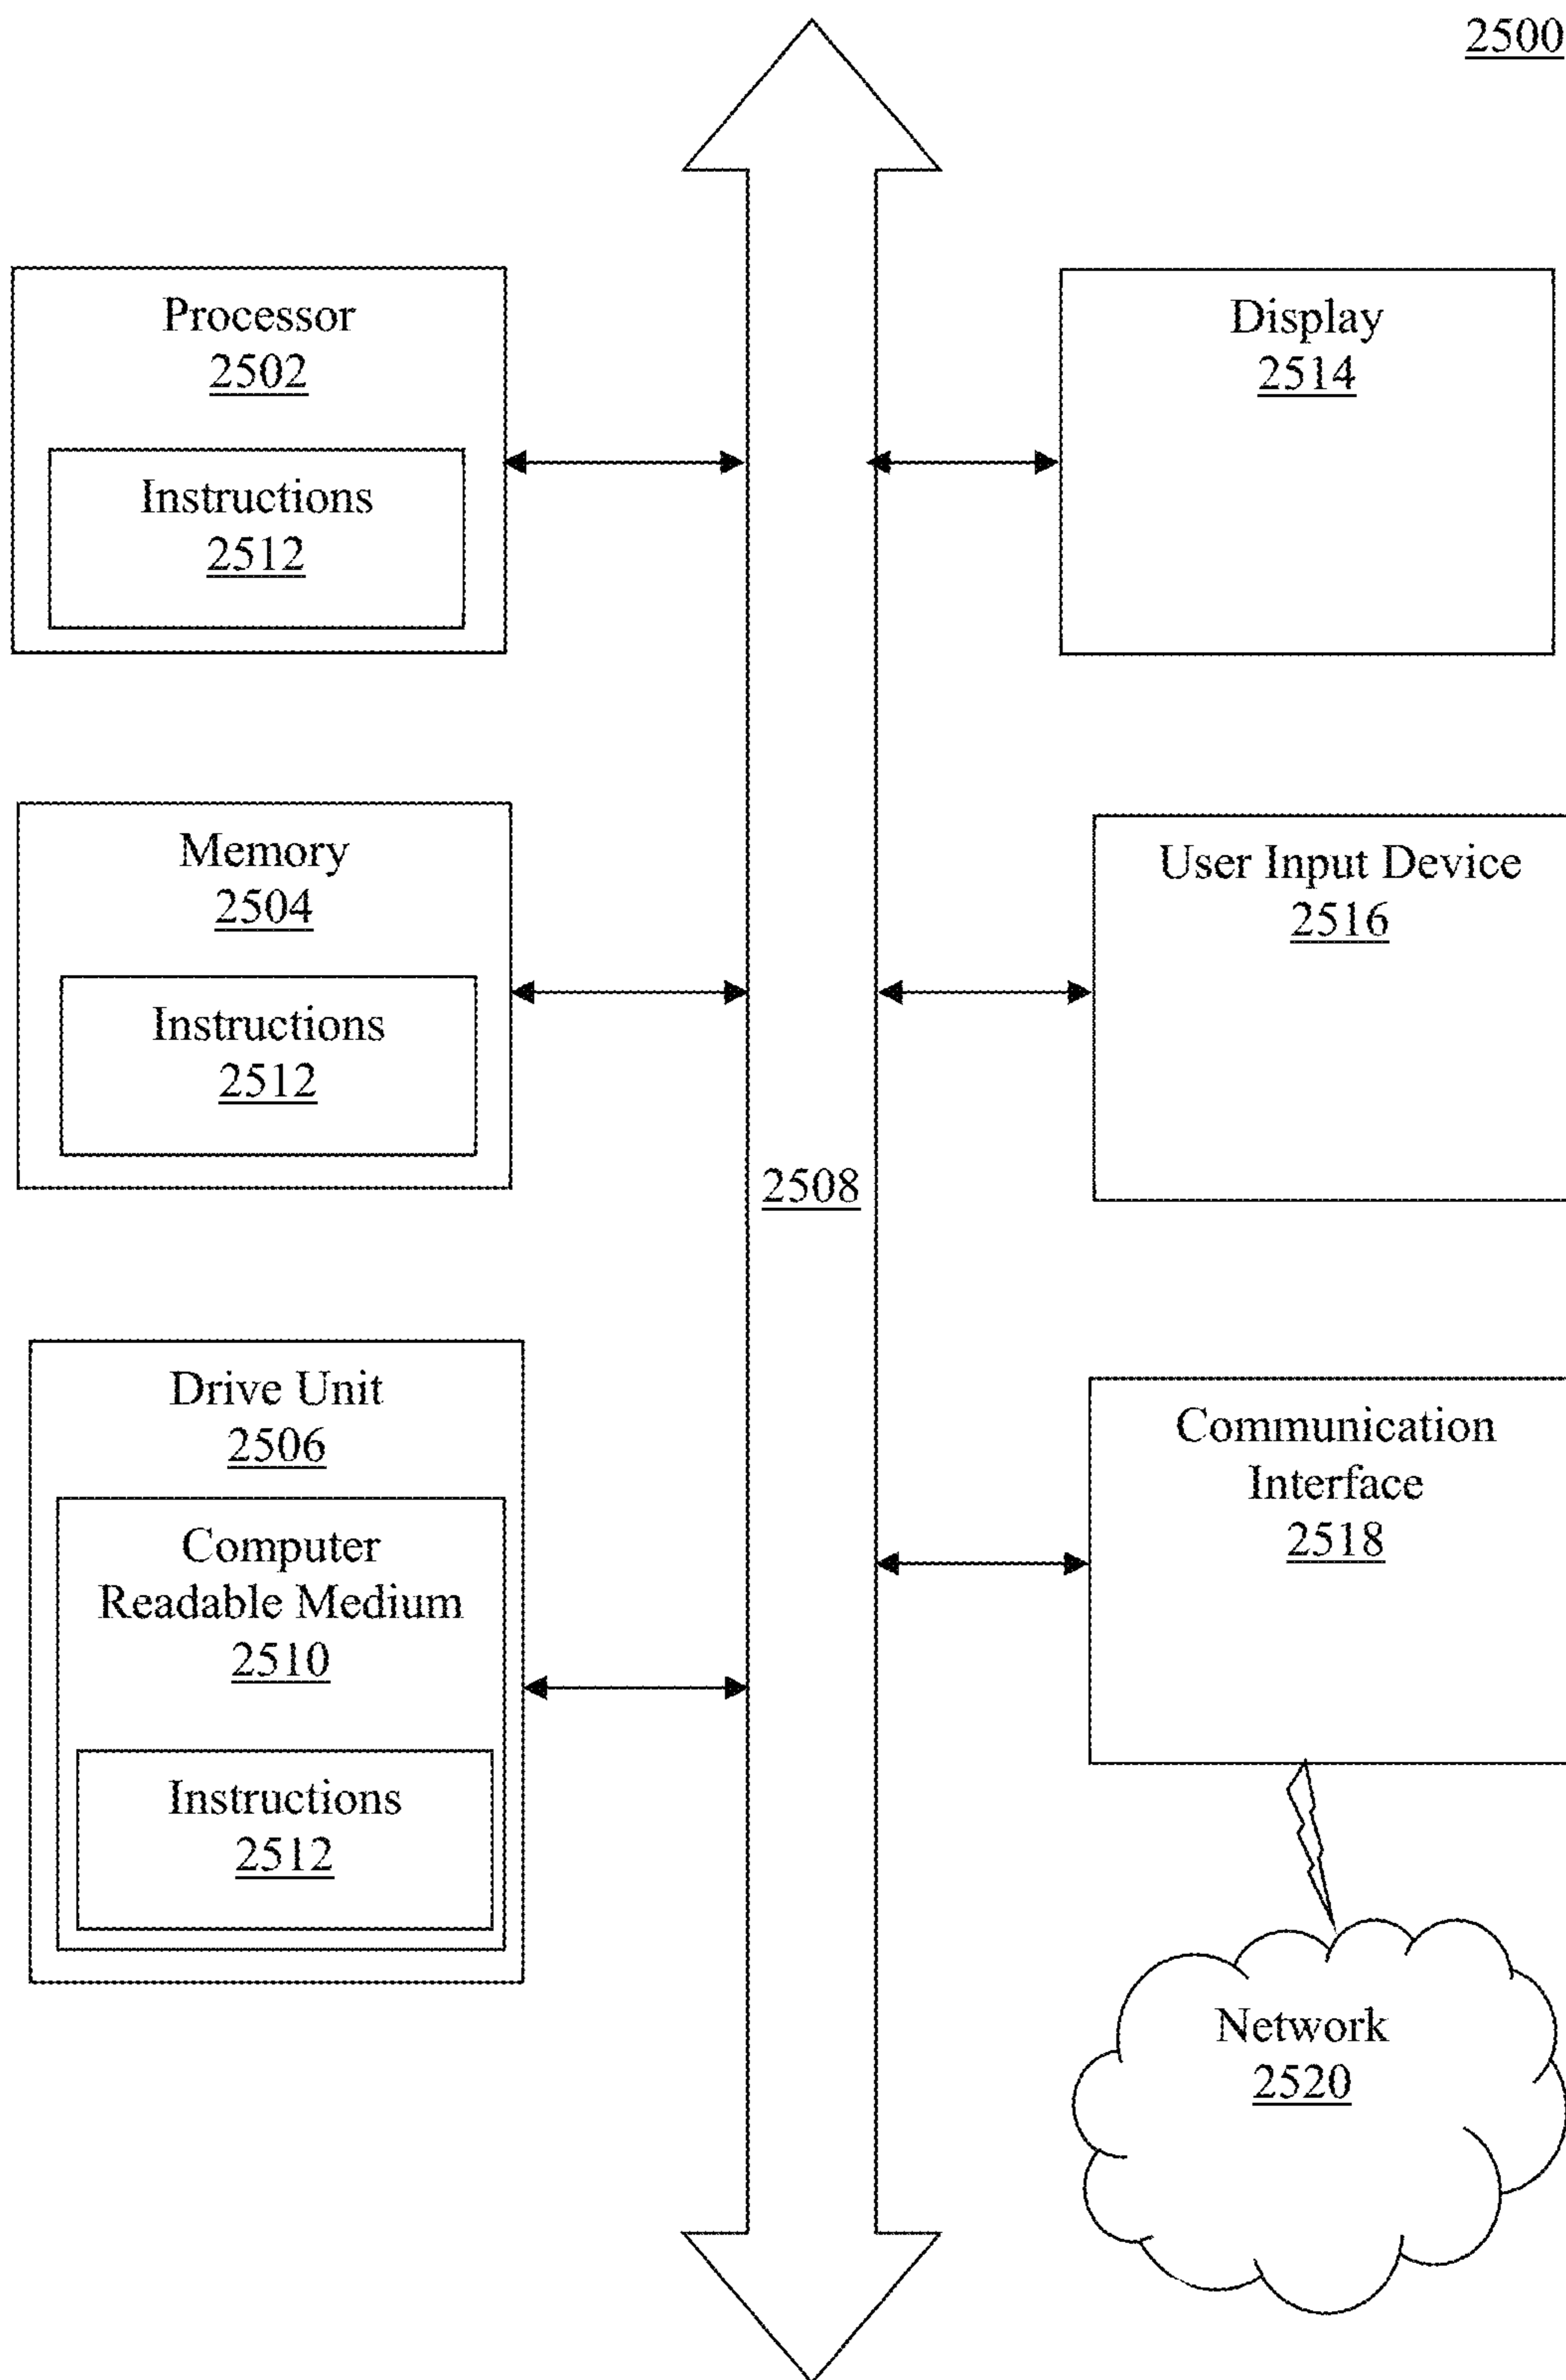 2500
Processor
2502
Instructions
2512
Display
2514
Memory
2504
Instructions
2512
User Input Device
2516
2508
Drive Unit
2506
Computer
Readable Medium
2510
Instructions
2512
Communication
Interface
2518
Network
2520